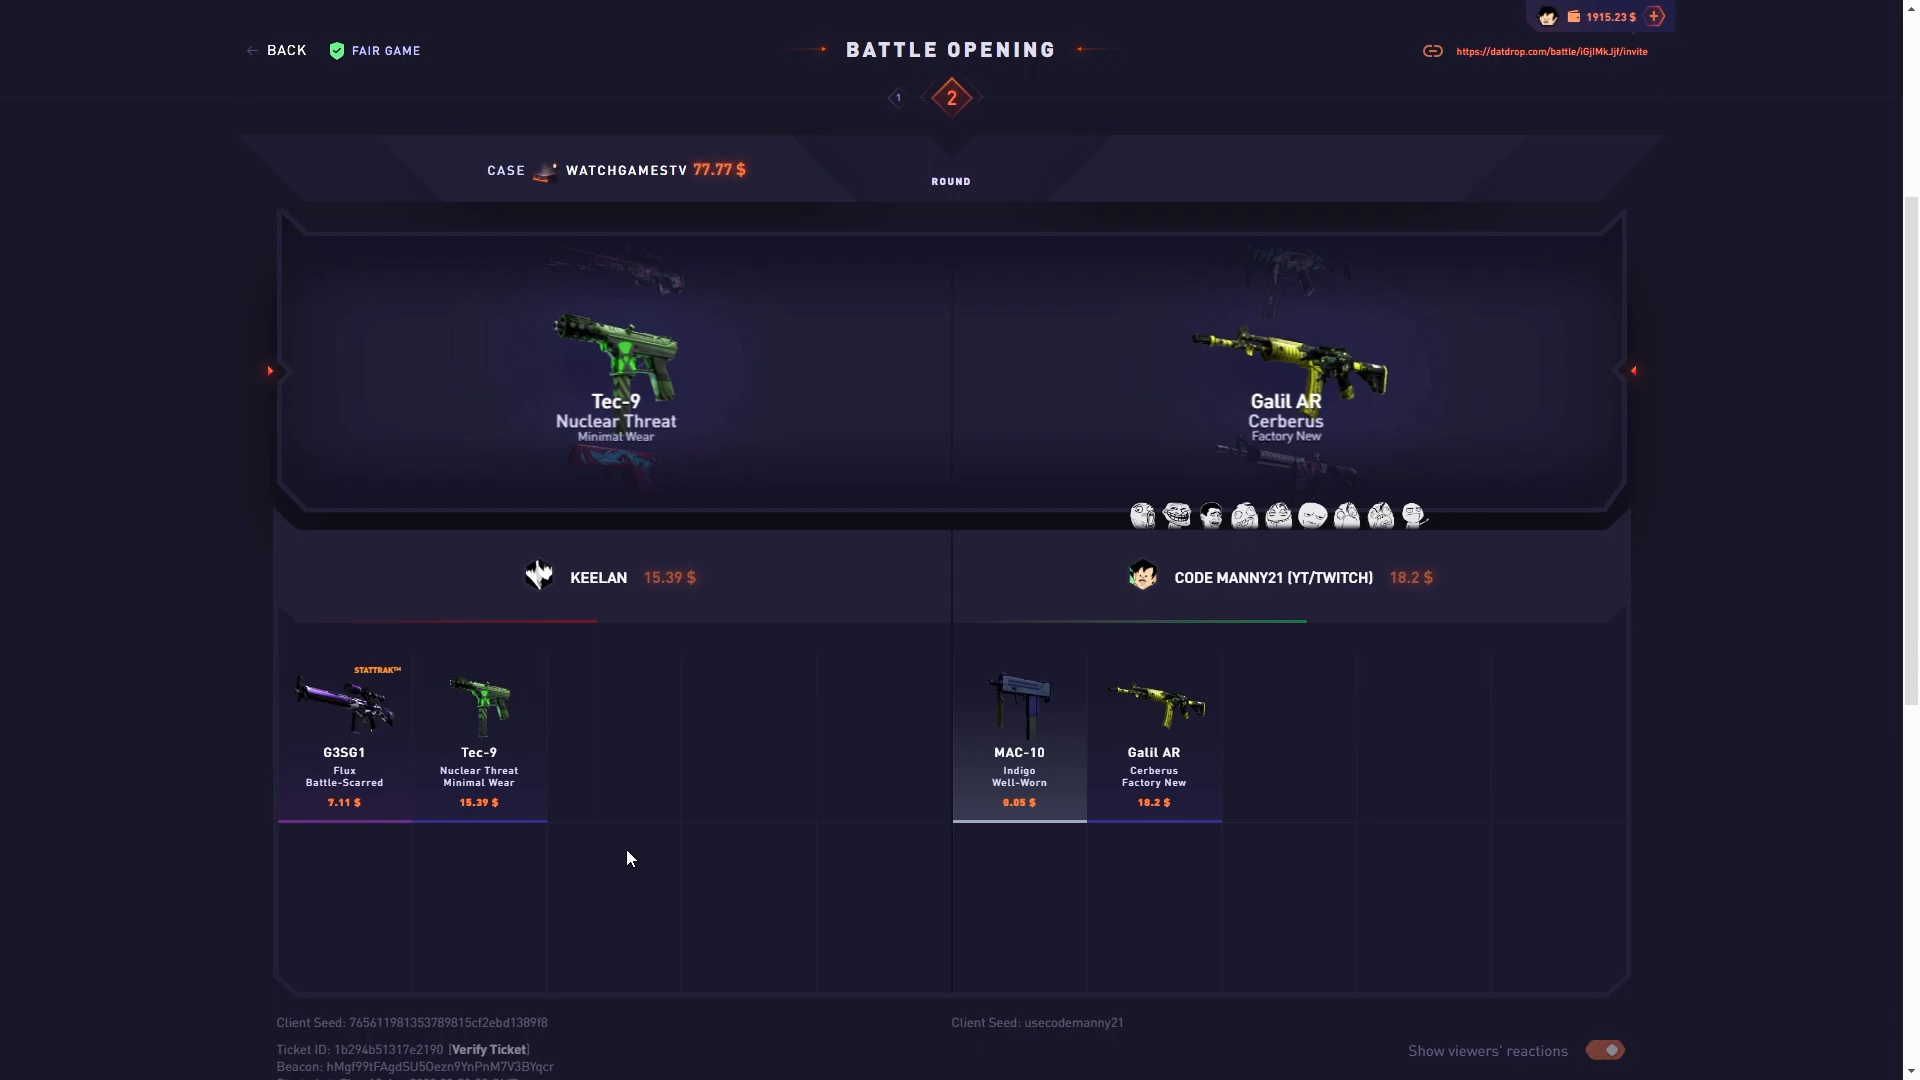 1915.23 $
BACK
FAIR GAME
BATTLE OPENING
https://datdrop.com/battle/iGjIMkJjf/invite
1
2
CASE WATCHGAMESTV 77.77 $
ROUND
Tec-9
Nuclear Threat
Minimal Wear
Galil AR
Cerberus
Factory New
KEELAN 15.39 $
CODE MANNY21 (YT/TWITCH) 18.2 $
STATTRAK™
G3SG1
Flux
Battle-Scarred
7.11 $
Tec-9
Nuclear Threat
Minimal Wear
15.39 $
MAC-10
Indigo
Well-Worn
0.05 $
Galil AR
Cerberus
Factory New
18.2 $
Client Seed: 765611981353789815cf2ebd1389f8
Client Seed: usecodemanny21
Ticket ID: 1b294b51317e2190 [Verify Ticket]
Show viewers' reactions
Beacon: hMgf99tFAgdSU5Oezn9YnPnM7V3BYqcr